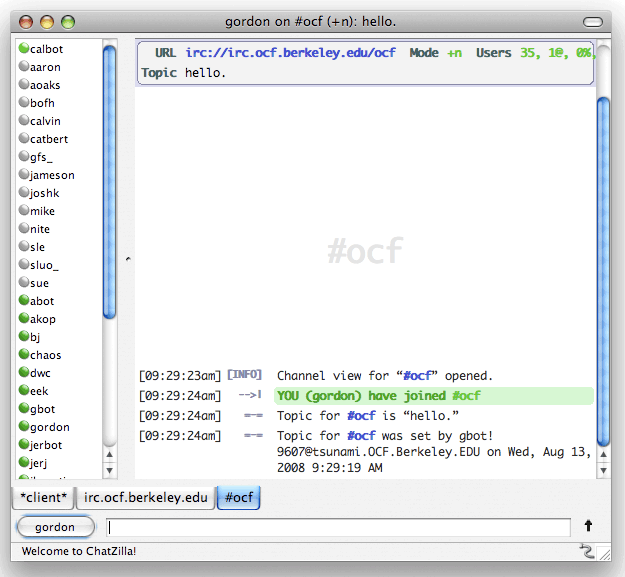 gordon on #ocf (+n): hello.
calbot
aaron
aoaks
bofh
calvin
catbert
gfs_
jameson
joshk
mike
nite
sle
sluo_
sue
abot
akop
bj
chaos
dwc
eek
gbot
gordon
jerbot
jerj
URL irc://irc.ocf.berkeley.edu/ocf Mode +n Users 35, 1@, 0%,
Topic hello.
#ocf
[09:29:23am] [INFO] Channel view for “#ocf” opened.
[09:29:24am] -->| YOU (gordon) have joined #ocf
[09:29:24am] =-= Topic for #ocf is “hello.”
[09:29:24am] =-= Topic for #ocf was set by gbot!
9607@tsunami.OCF.Berkeley.EDU on Wed, Aug 13,
2008 9:29:19 AM
*client* irc.ocf.berkeley.edu #ocf
gordon
Welcome to ChatZilla!